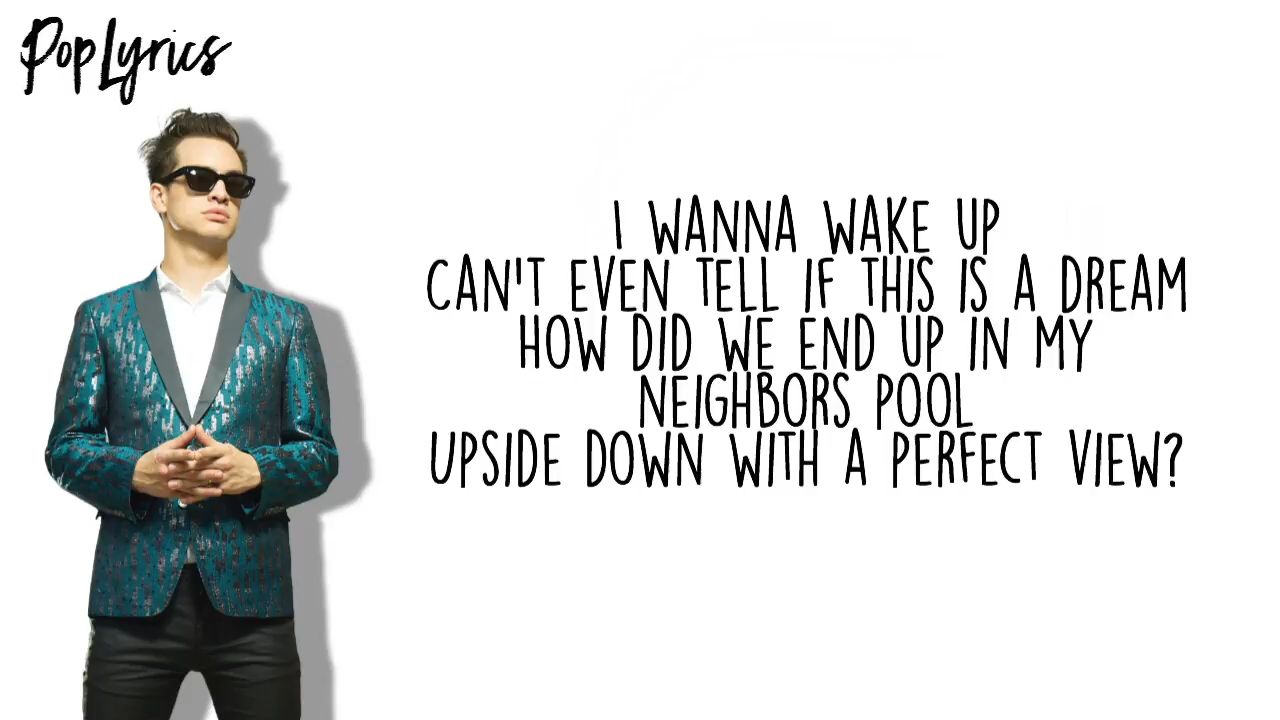 PopLyrics
I WANNA WAKE UP
CAN'T EVEN TELL IF THIS IS A DREAM
HOW DID WE END UP IN MY
NEIGHBORS POOL
UPSIDE DOWN WITH A PERFECT VIEW?